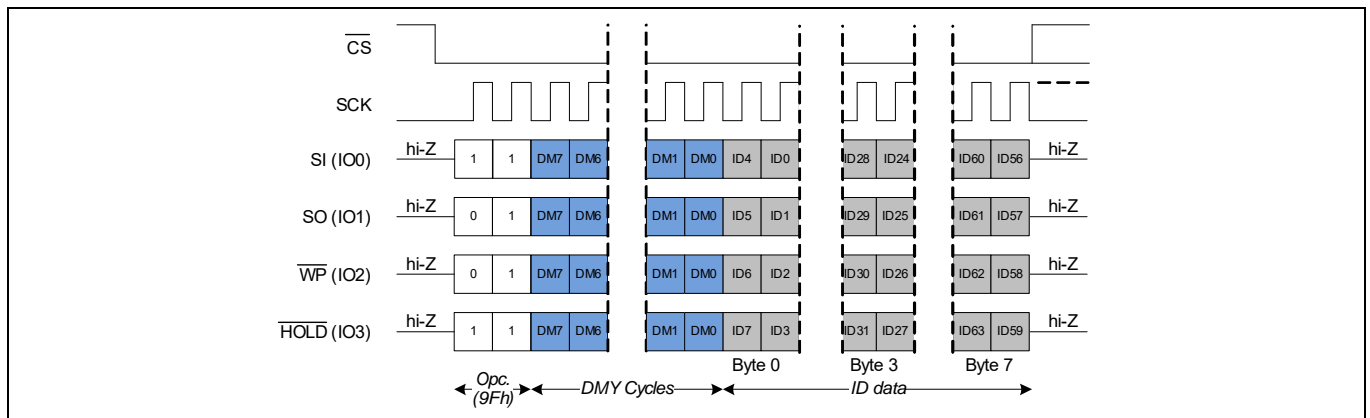 CS
SCK
SI (IO0) hi-Z 1 1 DM7 DM6 DM1 DM0 ID4 ID0 ID28 ID24 ID60 ID56 hi-Z
SO (IO1) hi-Z 0 1 DM7 DM6 DM1 DM0 ID5 ID1 ID29 ID25 ID61 ID57 hi-Z
WP (IO2) hi-Z 0 1 DM7 DM6 DM1 DM0 ID6 ID2 ID30 ID26 ID62 ID58 hi-Z
HOLD (IO3) hi-Z 1 1 DM7 DM6 DM1 DM0 ID7 ID3 ID31 ID27 ID63 ID59 hi-Z
Byte 0 Byte 3 Byte 7
Opc. DMY Cycles ID data
(9Fh)